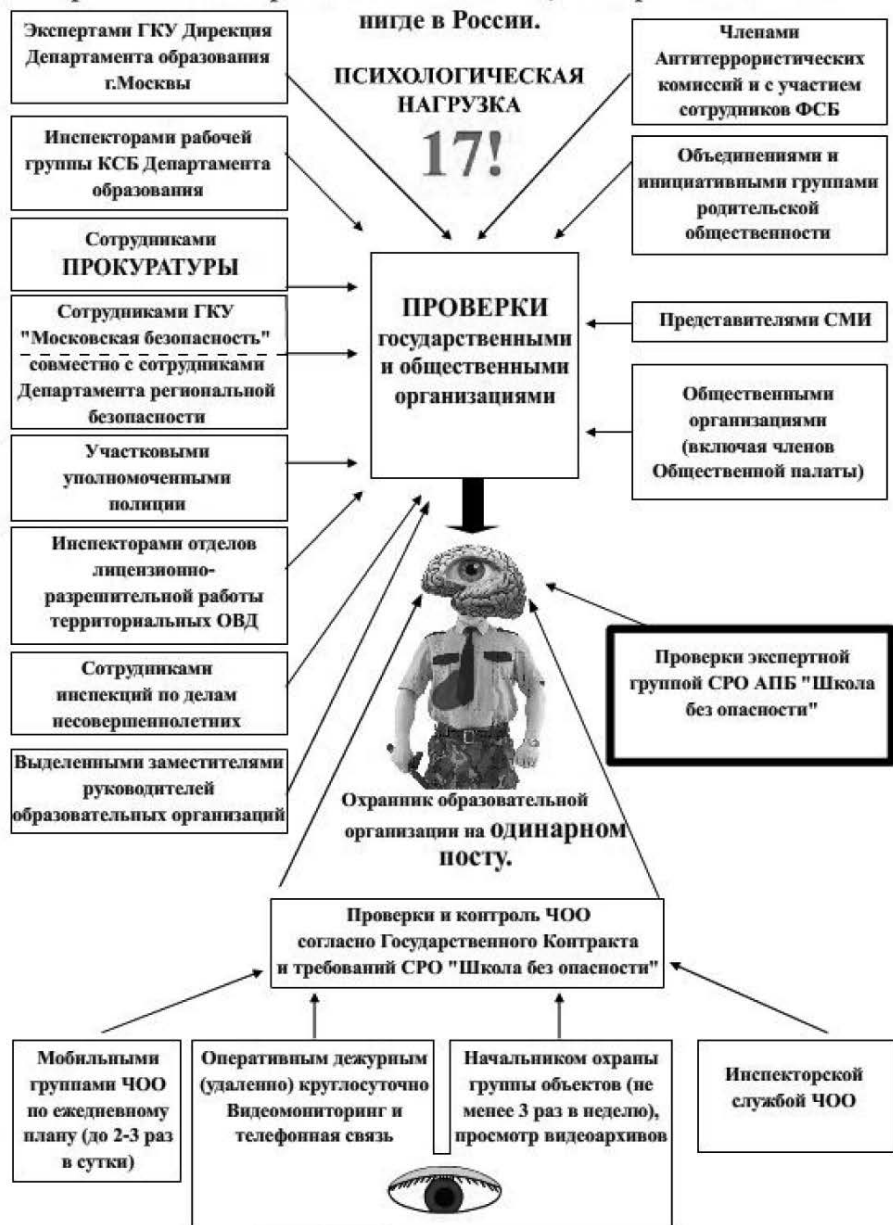 нигде в России.
Экспертами ГКУ Дирекция
Департамента образования
г.Москвы
ПСИХОЛОГИЧЕСКАЯ
НАГРУЗКА
17!
Членами
Антитеррористических
комиссий и с участием
сотрудников ФСБ
Инспекторами рабочей
группы КСБ Департамента
образования
Объединениями и
инициативными группами
родительской
общественности
Сотрудниками
ПРОКУРАТУРЫ
Сотрудниками ГКУ
"Московская безопасность"
совместно с сотрудниками
Департамента региональной
безопасности
ПРОВЕРКИ
государственными
и общественными
организациями
Представителями СМИ
Общественными
организациями
(включая членов
Общественной палаты)
Участковыми
уполномоченными
полиции
Инспекторами отделов
лицензионно-
разрешительной работы
территориальных ОВД
Сотрудниками
инспекций по делам
несовершеннолетних
Выделенными заместителями
руководителей
образовательных организаций
Проверки экспертной
группой СРО АПБ "Школа
без опасности"
Охранник образовательной
организации на одинарном
посту.
Проверки и контроль ЧОО
согласно Государственного Контракта
и требований СРО "Школа без опасности"
Мобильными
группами ЧОО
по ежедневному
плану (до 2-3 раз
в сутки)
Оперативным дежурным
(удаленно) круглосуточно
Видеомониторинг и
телефонная связь
Начальником охраны
группы объектов (не
менее 3 раз в неделю),
просмотр видеоархивов
Инспекторской
службой ЧОО